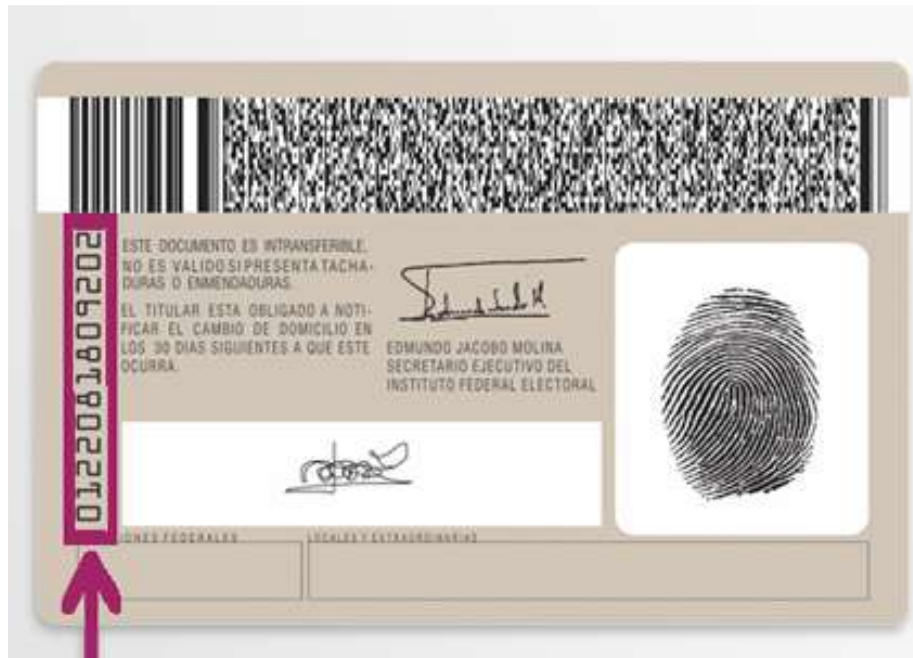 0122081809202
ESTE DOCUMENTO ES INTRANSFERIBLE.
NO ES VALIDO SI PRESENTA TACHA-
DURAS O ENMENDADURAS.
EL TITULAR ESTA OBLIGADO A NOTI-
FICAR EL CAMBIO DE DOMICILIO EN
LOS 30 DIAS SIGUIENTES A QUE ESTE
OCURRA.
EDMUNDO JACOBO MOLINA
SECRETARIO EJECUTIVO DEL
INSTITUTO FEDERAL ELECTORAL
FEDERALES
LOCALES Y EXTRAORDINARIAS